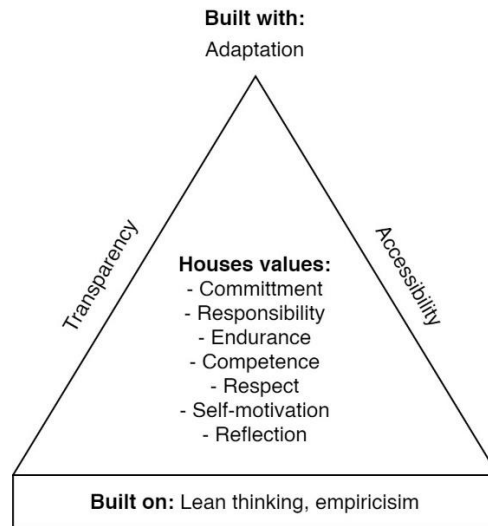 Built with:
Adaptation
Transparency
Accessibility
Houses values:
- Committment
- Responsibility
- Endurance
- Competence
- Respect
- Self-motivation
- Reflection
Built on: Lean thinking, empiricisim